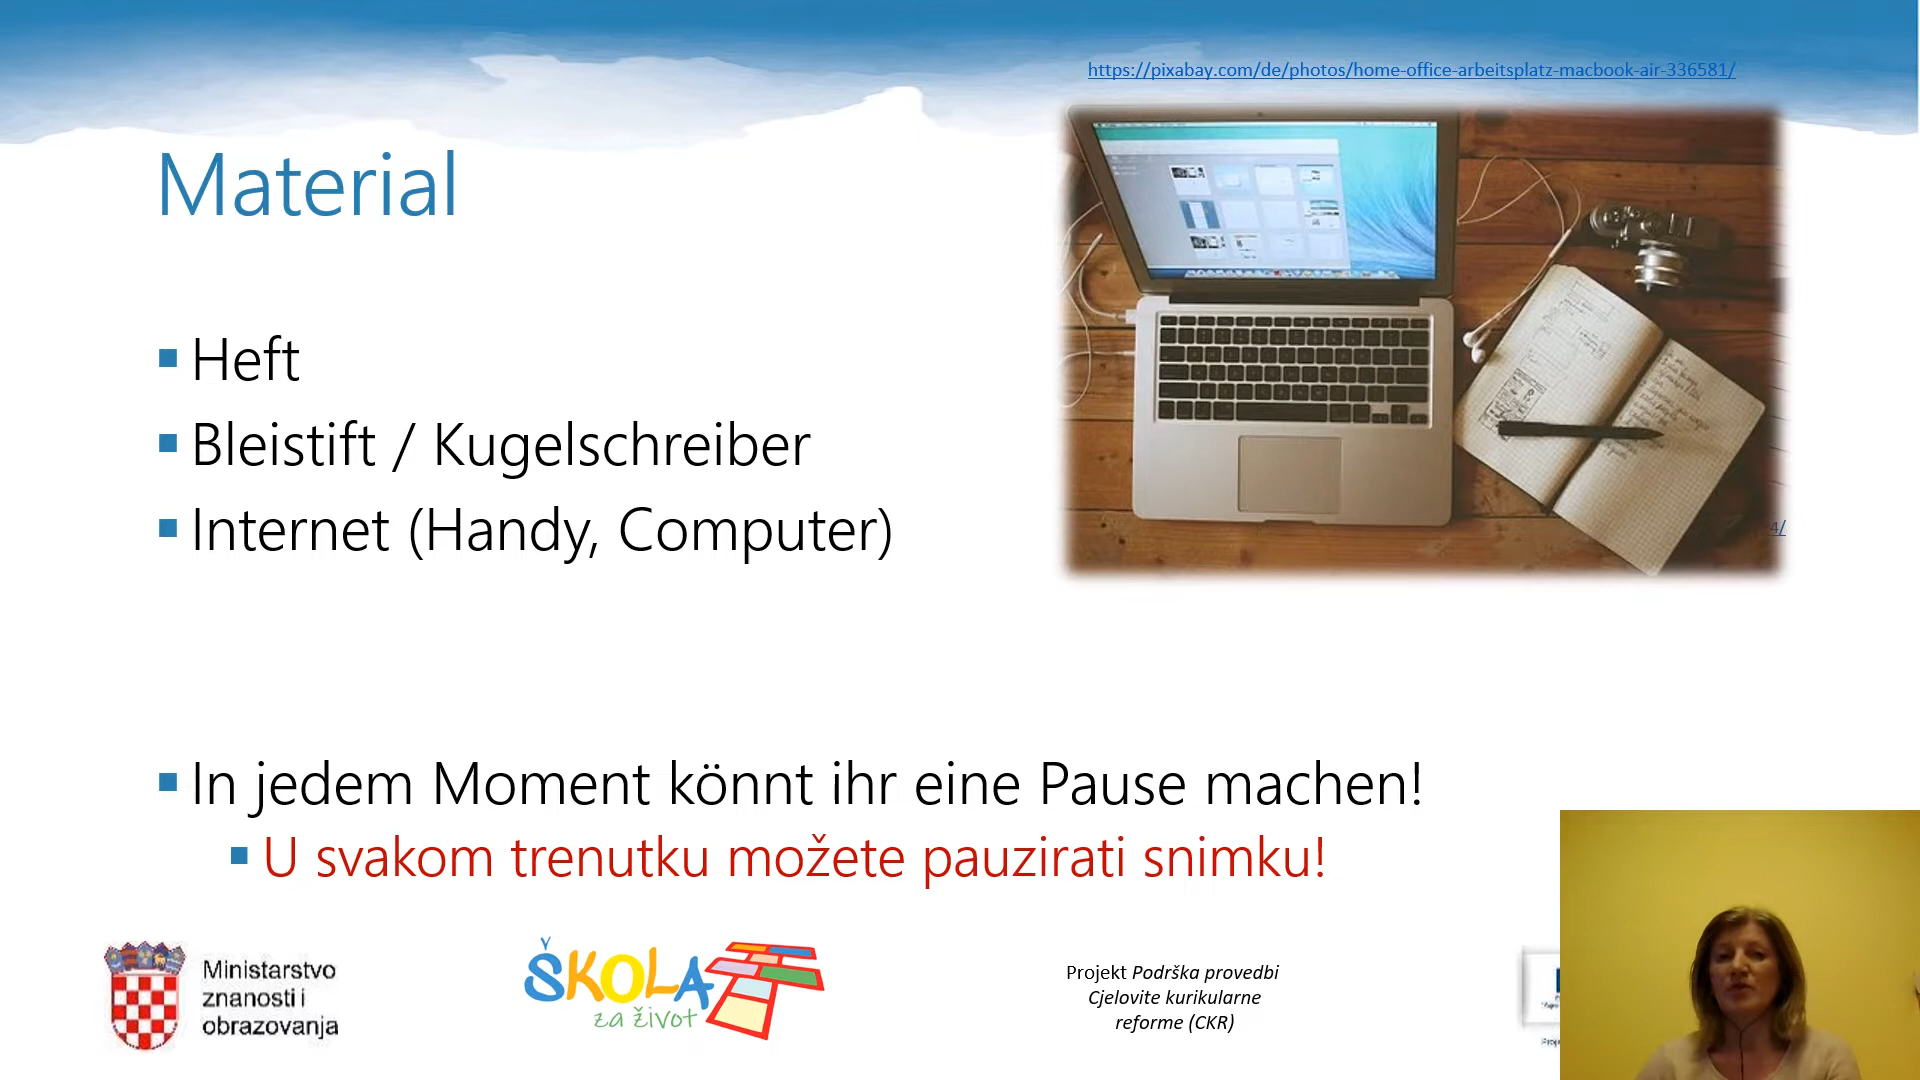 https://pixabay.com/de/photos/home-office-arbeitsplatz-macbook-air-336581/
Material
Heft
Bleistift / Kugelschreiber
Internet (Handy, Computer)
4/
In jedem Moment könnt ihr eine Pause machen!
U svakom trenutku možete pauzirati snimku!
Ministarstvo
znanosti i
obrazovanja
ŠKOLA
za život
Projekt Podrška provedbi
Cjelovite kurikularne
reforme (CKR)